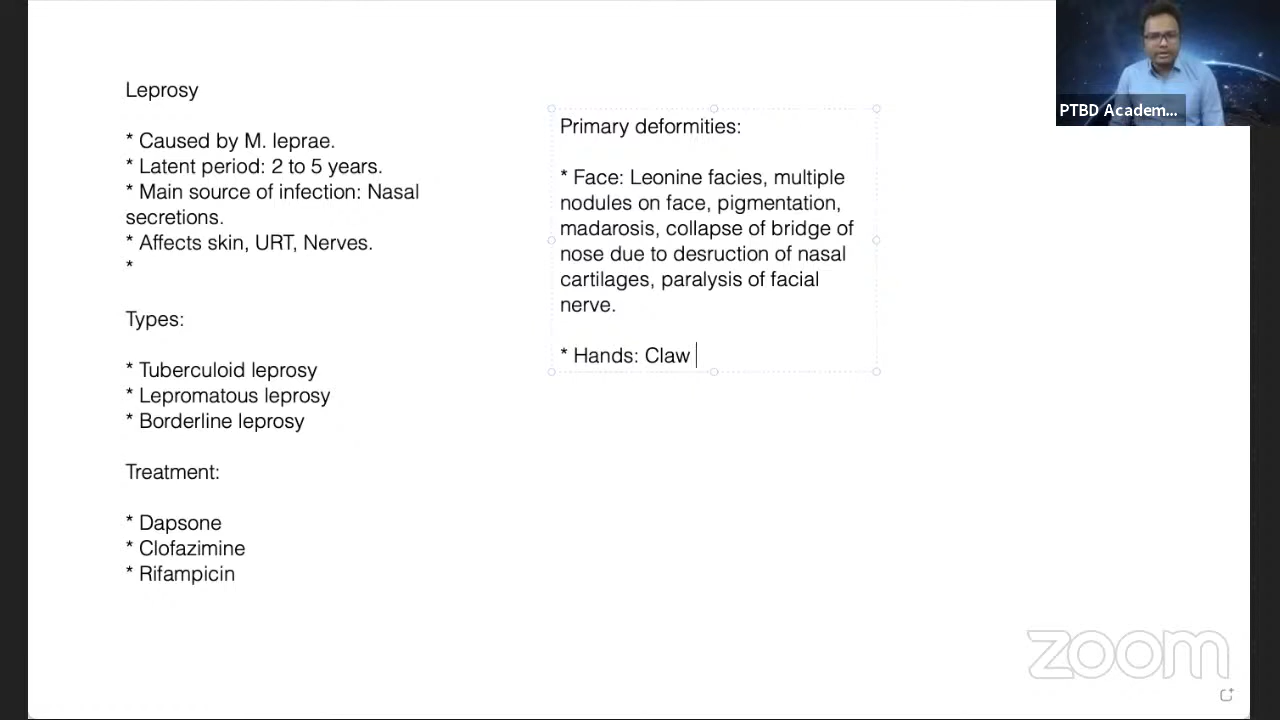 Leprosy
* Caused by M. leprae.
* Latent period: 2 to 5 years.
* Main source of infection: Nasal
secretions.
* Affects skin, URT, Nerves.
*
Types:
* Tuberculoid leprosy
* Lepromatous leprosy
* Borderline leprosy
Treatment:
* Dapsone
* Clofazimine
* Rifampicin
Primary deformities:
* Face: Leonine facies, multiple
nodules on face, pigmentation,
madarosis, collapse of bridge of
nose due to desruction of nasal
cartilages, paralysis of facial
nerve.
* Hands: Claw
PTBD Academ...
zoom